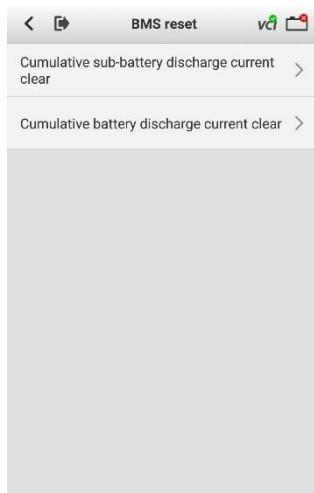 BMS reset
vci
Cumulative sub-battery discharge current
clear
Cumulative battery discharge current clear